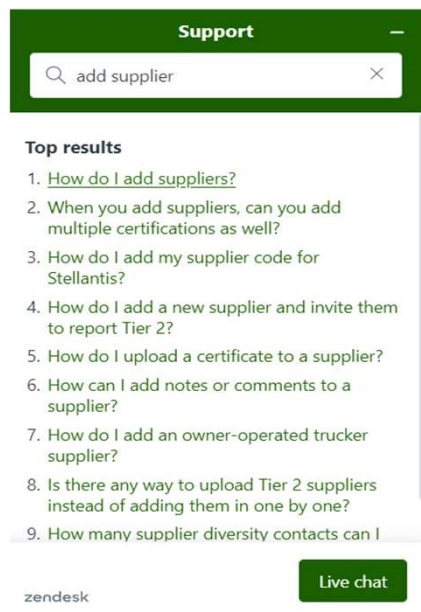 Support
add supplier
Top results
1. How do I add suppliers?
2. When you add suppliers, can you add
multiple certifications as well?
3. How do I add my supplier code for
Stellantis?
4. How do I add a new supplier and invite them
to report Tier 2?
5. How do I upload a certificate to a supplier?
6. How can I add notes or comments to a
supplier?
7. How do I add an owner-operated trucker
supplier?
8. Is there any way to upload Tier 2 suppliers
instead of adding them in one by one?
9. How many supplier diversity contacts can I
zendesk
Live chat